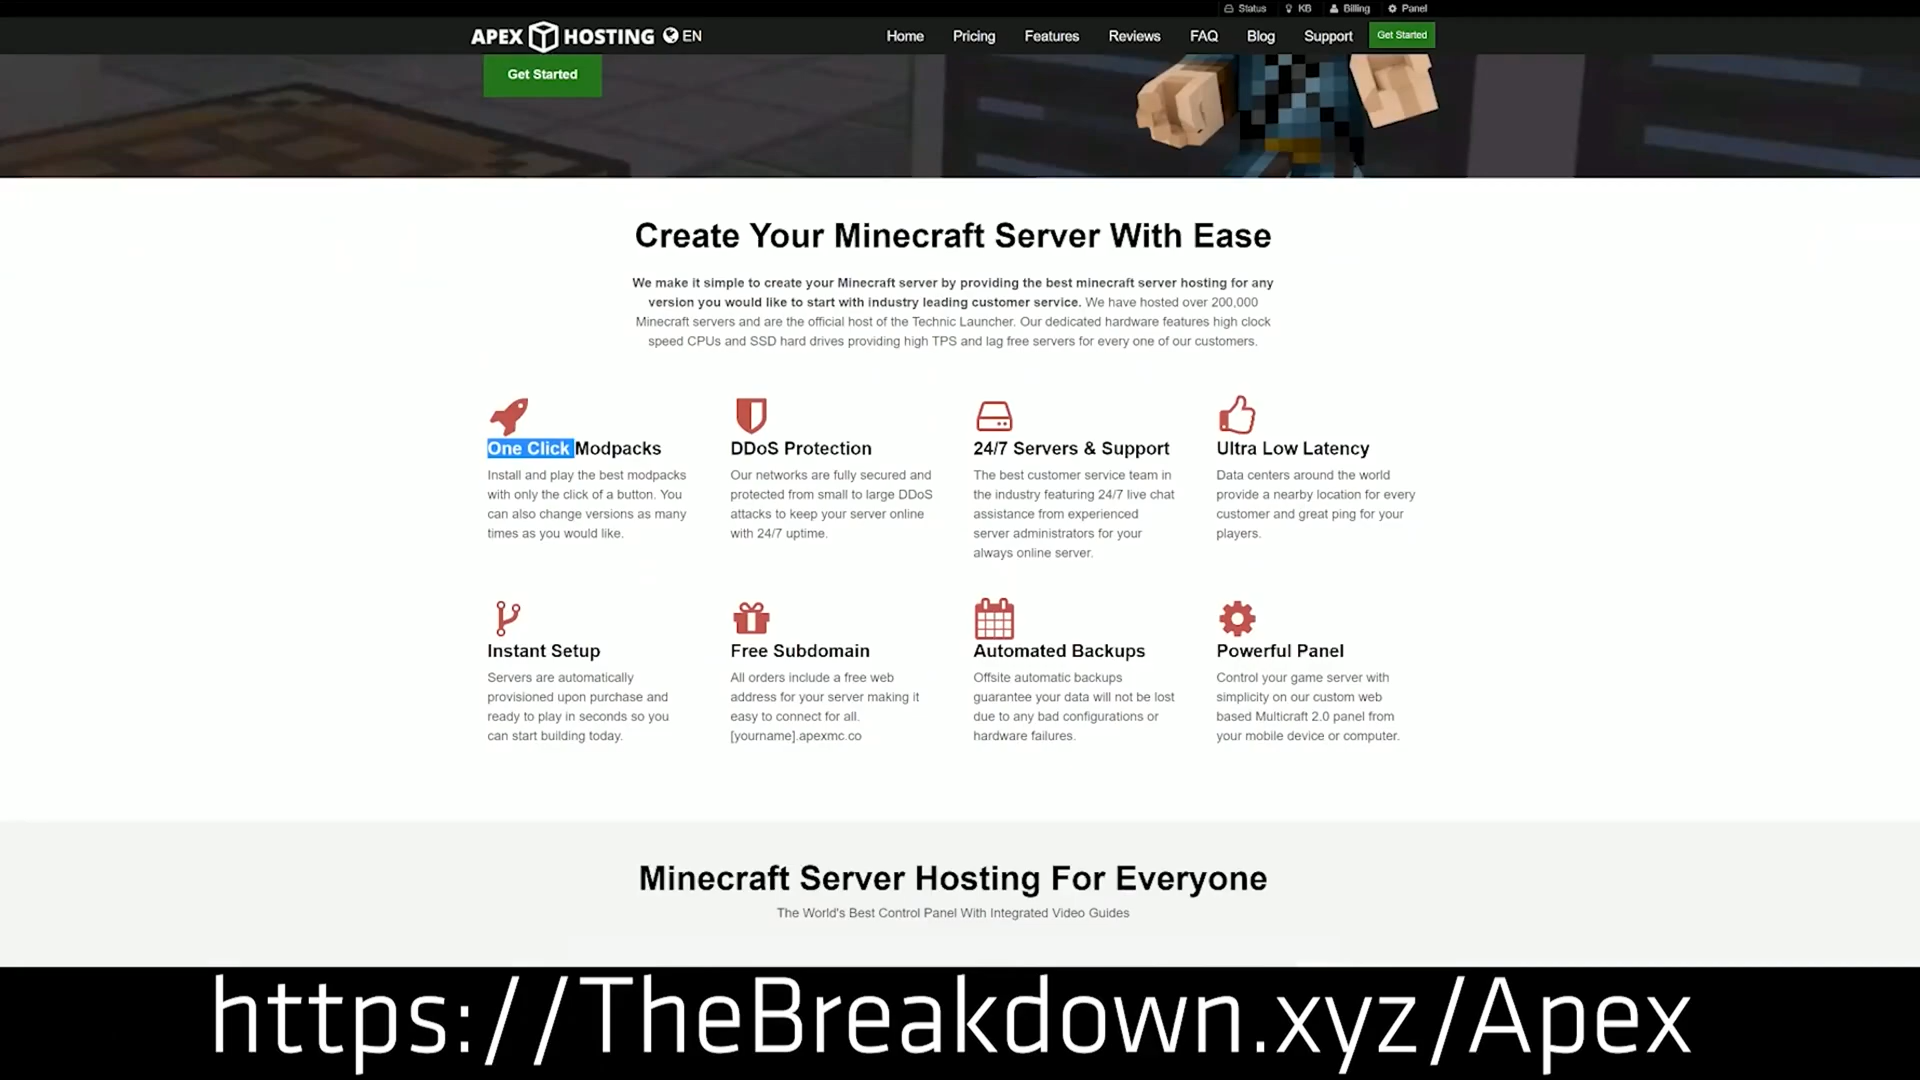 Status KB Billing Panel
APEX HOSTING EN Home Pricing Features Reviews FAQ Blog Support Get Started
Get Started
Create Your Minecraft Server With Ease
We make it simple to create your Minecraft server by providing the best minecraft server hosting for any
version you would like to start with industry leading customer service. We have hosted over 200,000
Minecraft servers and are the official host of the Technic Launcher. Our dedicated hardware features high clock
speed CPUs and SSD hard drives providing high TPS and lag free servers for every one of our customers.
One Click Modpacks
Install and play the best modpacks
with only the click of a button. You
can also change versions as many
times as you would like.
DDoS Protection
Our networks are fully secured and
protected from small to large DDoS
attacks to keep your server online
with 24/7 uptime.
24/7 Servers & Support
The best customer service team in
the industry featuring 24/7 live chat
assistance from experienced
server administrators for your
always online server.
Ultra Low Latency
Data centers around the world
provide a nearby location for every
customer and great ping for your
players.
Instant Setup
Servers are automatically
provisioned upon purchase and
ready to play in seconds so you
can start building today.
Free Subdomain
All orders include a free web
address for your server making it
easy to connect for all.
[yourname].apexmc.co
Automated Backups
Offsite automatic backups
guarantee your data will not be lost
due to any bad configurations or
hardware failures.
Powerful Panel
Control your game server with
simplicity on our custom web
based Multicraft 2.0 panel from
your mobile device or computer.
Minecraft Server Hosting For Everyone
The World's Best Control Panel With Integrated Video Guides
https://TheBreakdown.xyz/Apex